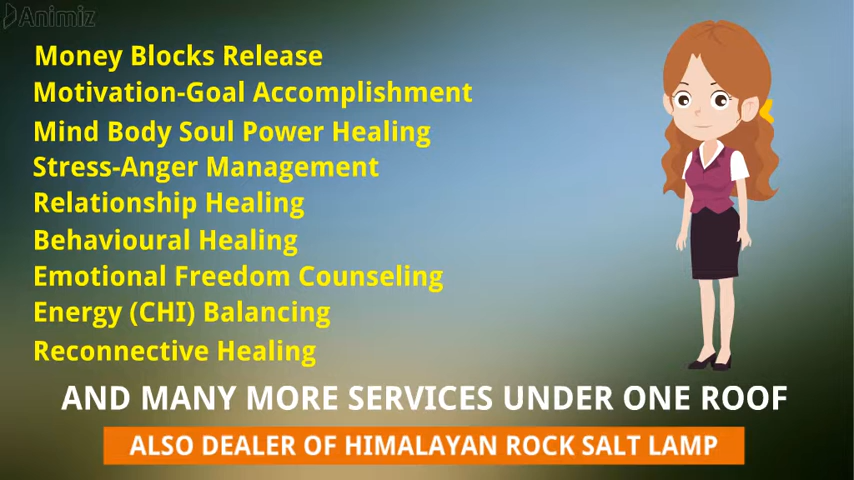 Animiz
Money Blocks Release
Motivation-Goal Accomplishment
Mind Body Soul Power Healing
Stress-Anger Management
Relationship Healing
Behavioural Healing
Emotional Freedom Counseling
Energy (CHI) Balancing
Reconnective Healing
AND MANY MORE SERVICES UNDER ONE ROOF
ALSO DEALER OF HIMALAYAN ROCK SALT LAMP